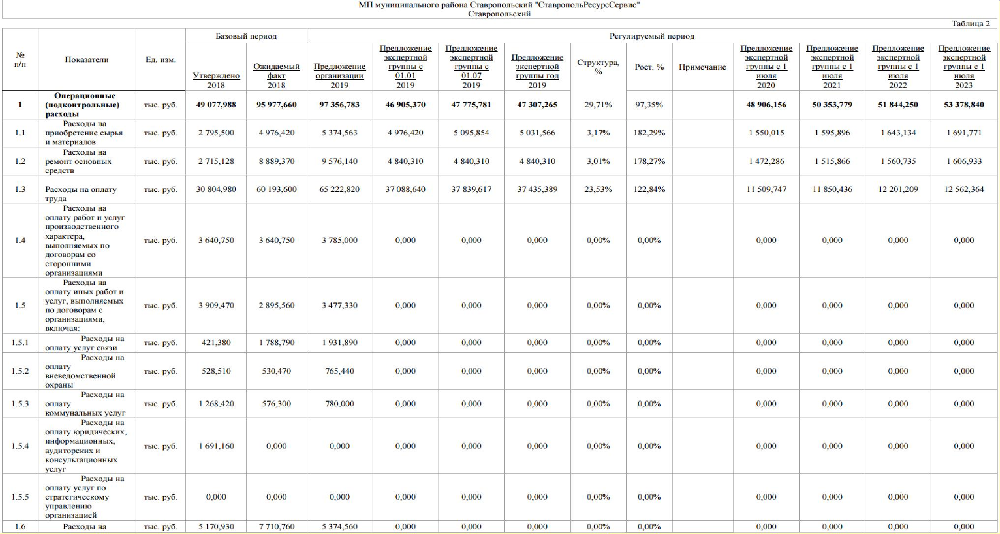 МП муниципального района Ставропольский "СтавропольРесурсСервис"
Ставропольский
Таблица 2
№ п/п Показатели Ед. изм. Базовый период Регулируемый период
Утверждено 2018
Ожидаемый факт 2018
Предложение организации 2019
Предложение экспертной группы с 01.01 2019
Предложение экспертной группы с 01.07 2019
Предложение экспертной группы год 2019
Структура, %
Рост. %
Примечание
Предложение экспертной группы с 1 июля 2020
Предложение экспертной группы с 1 июля 2021
Предложение экспертной группы с 1 июля 2022
Предложение экспертной группы с 1 июля 2023
1 Операционные (подконтрольные) расходы тыс. руб. 49 077,988 95 977,660 97 356,783 46 905,370 47 775,781 47 307,265 29,71% 97,35% 48 906,156 50 353,779 51 844,250 53 378,840
1.1 Расходы на приобретение сырья и материалов тыс. руб. 2 795,500 4 976,420 5 374,563 4 976,420 5 095,854 5 031,566 3,17% 182,29% 1 550,015 1 595,896 1 643,134 1 691,771
1.2 Расходы на ремонт основных средств тыс. руб. 2 715,128 8 889,370 9 576,140 4 840,310 4 840,310 4 840,310 3,01% 178,27% 1 472,286 1 515,866 1 560,735 1 606,933
1.3 Расходы на оплату труда тыс. руб. 30 804,980 60 193,600 65 222,820 37 088,640 37 839,617 37 435,389 23,53% 122,84% 11 509,747 11 850,436 12 201,209 12 562,364
1.4 Расходы на оплату работ и услуг производственного характера, выполняемых по договорам со сторонними организациями тыс. руб. 3 640,750 3 640,750 3 785,000 0,000 0,000 0,000 0,00% 0,00% 0,000 0,000 0,000 0,000
1.5 Расходы на оплату иных работ и услуг, выполняемых по договорам с организациями, включая: тыс. руб. 3 909,470 2 895,560 3 477,330 0,000 0,000 0,000 0,00% 0,00% 0,000 0,000 0,000 0,000
1.5.1 Расходы на оплату услуг связи тыс. руб. 421,380 1 788,790 1 931,890 0,000 0,000 0,000 0,00% 0,00% 0,000 0,000 0,000 0,000
1.5.2 Расходы на оплату вневедомственной охраны тыс. руб. 528,510 530,470 765,440 0,000 0,000 0,000 0,00% 0,00% 0,000 0,000 0,000 0,000
1.5.3 Расходы на оплату коммунальных услуг тыс. руб. 1 268,420 576,300 780,000 0,000 0,000 0,000 0,00% 0,00% 0,000 0,000 0,000 0,000
1.5.4 Расходы на оплату юридических, информационных, аудиторских и консультационных услуг тыс. руб. 1 691,160 0,000 0,000 0,000 0,000 0,000 0,00% 0,00% 0,000 0,000 0,000 0,000
1.5.5 Расходы на оплату услуг по стратегическому управлению организацией тыс. руб. 0,000 0,000 0,000 0,000 0,000 0,000 0,00% 0,00% 0,000 0,000 0,000 0,000
1.6 Расходы на тыс. руб. 5 170,930 7 710,760 5 374,560 0,000 0,000 0,000 0,00% 0,00% 0,000 0,000 0,000 0,000